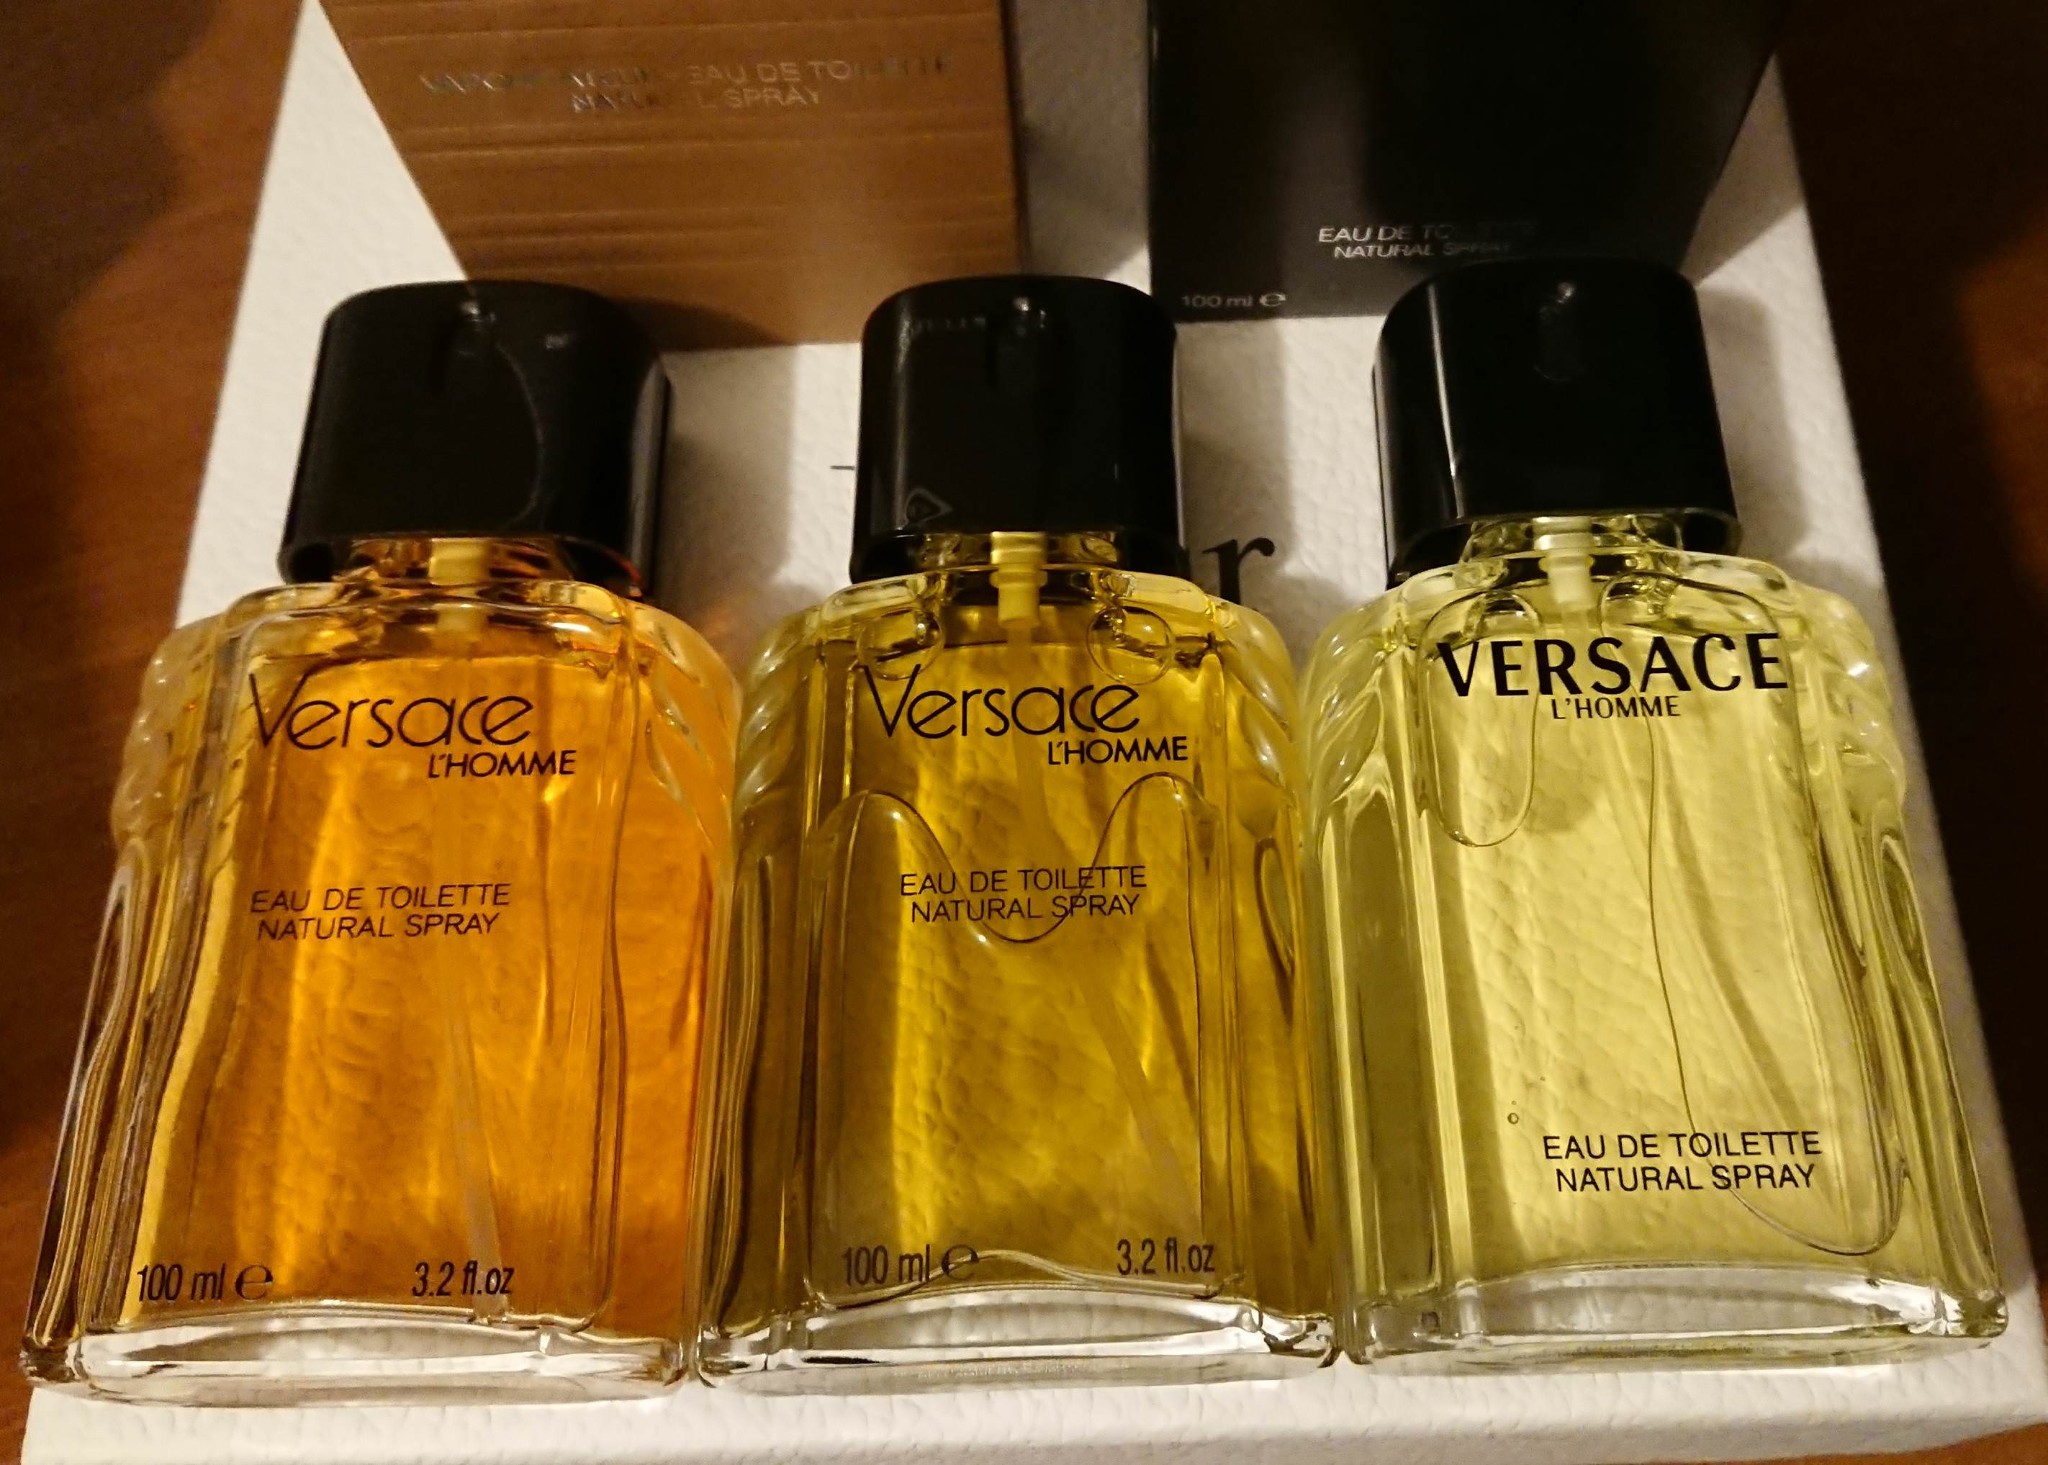 EAU DE TOILETTE
NATURAL SPRAY
EAU DE TOILETTE
NATURAL SPRAY
100 ml ℮
r
Versace
L'HOMME
EAU DE TOILETTE
NATURAL SPRAY
100 ml ℮ 3.2 fl.oz
Versace
L'HOMME
EAU DE TOILETTE
NATURAL SPRAY
100 ml ℮ 3.2 fl.oz
VERSACE
L'HOMME
EAU DE TOILETTE
NATURAL SPRAY